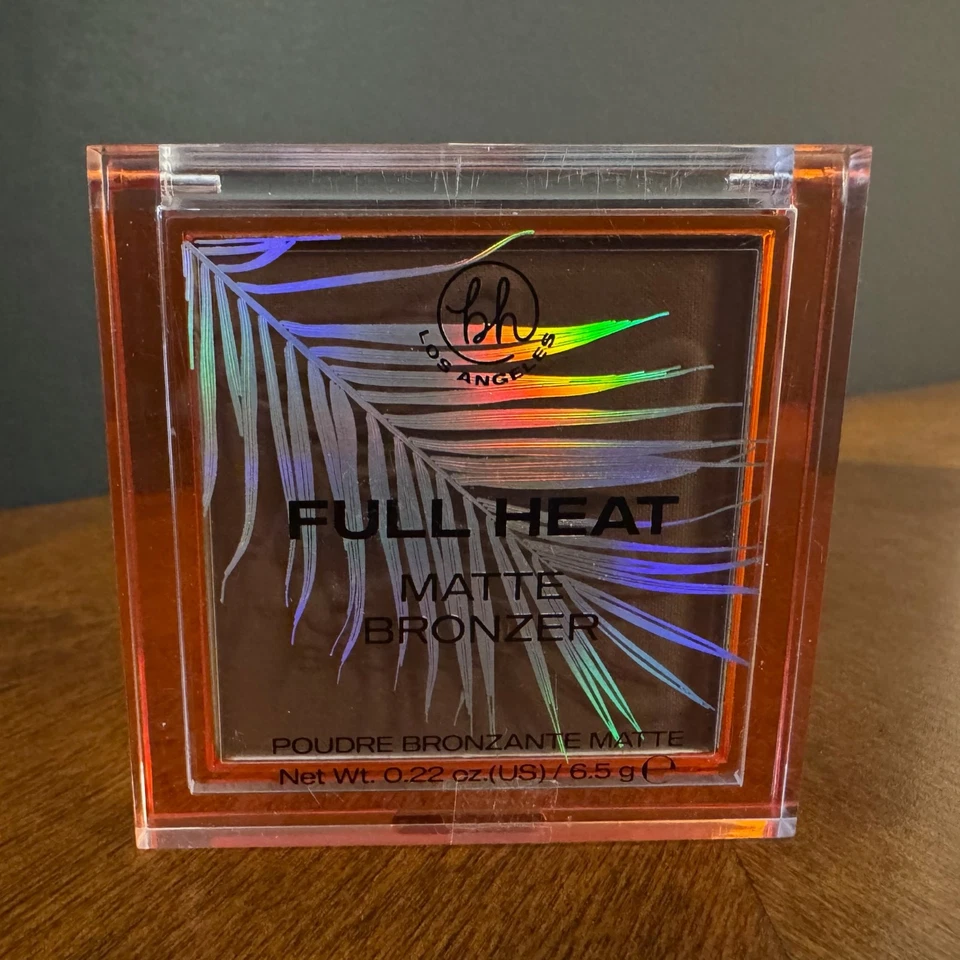 bh
LOS ANGELES
FULL HEAT
MATTE
BRONZER
POUDRE BRONZANTE MATTE
Net Wt. 0.22 oz.(US) / 6.5 g ℮